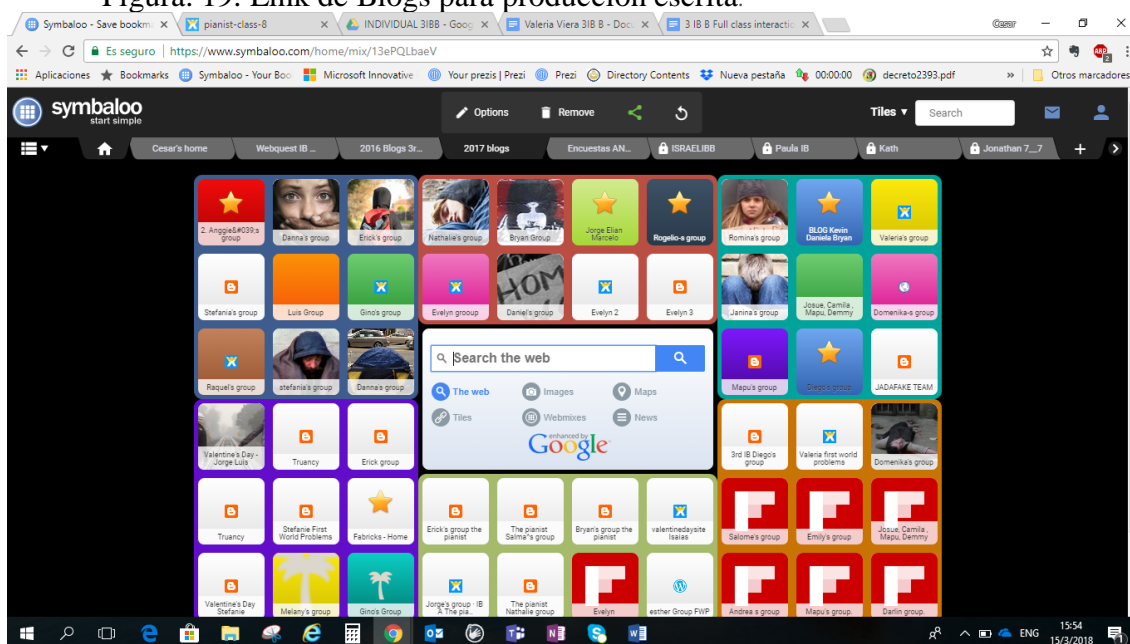 Figura. 19. Link de Blogs para producción escrita.
Symbaloo - Save bookm
pianist-class-8
INDIVIDUAL 3IBB - Goog
Valeria Viera 3IB B - Docu
3 IB B Full class interactio
Cesar
Es seguro
https://www.symbaloo.com/home/mix/13ePQLbaeV
Aplicaciones
Bookmarks
Symbaloo - Your Boo
Microsoft Innovative
Your prezis | Prezi
Prezi
Directory Contents
Nueva pestaña
00:00:00
decreto2393.pdf
»
Otros marcadores
symbaloo
start simple
Options
Remove
Tiles
Search
Cesar's home
Webquest IB ...
2016 Blogs 3r...
2017 blogs
Encuestas AN...
ISRAELIBB
Paula IB
Kath
Jonathan 7__7
2. Anggie&#039;s
group
Danna's group
Erick's group
Nathalie's group
Bryan Group
Jorge Elian
Marcelo
Rogelio-s group
Romina's group
BLOG Kevin
Daniela Bryan
Valeria's group
Stefania's group
Luis Group
Gino's group
Evelyn grooup
HOM
Daniel's group
Evelyn 2
Evelyn 3
Janina's group
Josue, Camila ,
Mapu, Demmy
Domenika-s group
Raquel's group
stefania's group
Danna's group
Search the web
The web
Images
Maps
Tiles
Webmixes
News
enhanced by
Google
Mapu's group
Diego's group
JADAFAKE TEAM
Valentine's Day -
Jorge Luis
Truancy
Erick group
3rd IB Diego's
group
Valeria first world
problems
Domenika's group
Truancy
Stefanie First
World Problems
Fabricks - Home
Erick's group the
pianist
The pianist
Salma"s group
Bryan's group the
pianist
valentinedaysite
Isaias
Salome's group
Emily's group
Josue, Camila ,
Mapu, Demmy
Valentine's Day
Stefanie
Melany's group
Gino's Group
Jorge's group · IB
A The pia...
The pianist
Nathalie group
Evelyn
esther Group FWP
Andrea s group
Mapu's group.
Darlin group.
ENG
15:54
15/3/2018